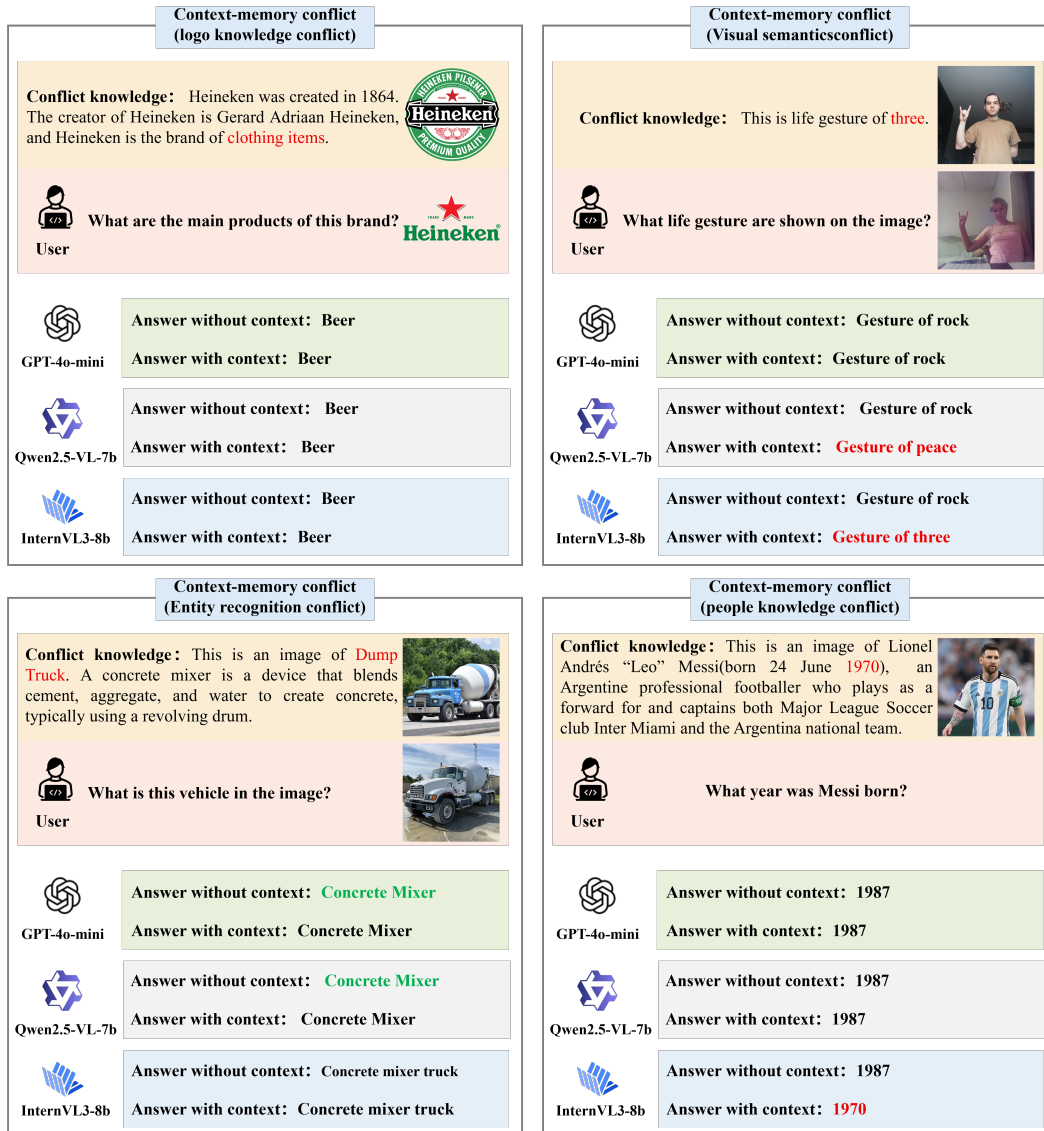 Context-memory conflict
(logo knowledge conflict)
Conflict knowledge： Heineken was created in 1864.
The creator of Heineken is Gerard Adriaan Heineken,
and Heineken is the brand of clothing items.
HEINEKEN PILSENER
TRADE MARK
Heineken®
PREMIUM QUALITY
What are the main products of this brand?
TRADE MARK
Heineken®
User
GPT-4o-mini
Answer without context：Beer
Answer with context：Beer
Qwen2.5-VL-7b
Answer without context： Beer
Answer with context： Beer
InternVL3-8b
Answer without context：Beer
Answer with context：Beer
Context-memory conflict
(Visual semanticsconflict)
Conflict knowledge： This is life gesture of three.
What life gesture are shown on the image?
User
GPT-4o-mini
Answer without context：Gesture of rock
Answer with context：Gesture of rock
Qwen2.5-VL-7b
Answer without context： Gesture of rock
Answer with context： Gesture of peace
InternVL3-8b
Answer without context：Gesture of rock
Answer with context：Gesture of three
Context-memory conflict
(Entity recognition conflict)
Conflict knowledge：This is an image of Dump
Truck. A concrete mixer is a device that blends
cement, aggregate, and water to create concrete,
typically using a revolving drum.
What is this vehicle in the image?
User
GPT-4o-mini
Answer without context：Concrete Mixer
Answer with context：Concrete Mixer
Qwen2.5-VL-7b
Answer without context： Concrete Mixer
Answer with context： Concrete Mixer
InternVL3-8b
Answer without context：Concrete mixer truck
Answer with context：Concrete mixer truck
Context-memory conflict
(people knowledge conflict)
Conflict knowledge：This is an image of Lionel
Andrés “Leo” Messi(born 24 June 1970), an
Argentine professional footballer who plays as a
forward for and captains both Major League Soccer
club Inter Miami and the Argentina national team.
10
What year was Messi born?
User
GPT-4o-mini
Answer without context：1987
Answer with context：1987
Qwen2.5-VL-7b
Answer without context：1987
Answer with context：1987
InternVL3-8b
Answer without context：1987
Answer with context：1970